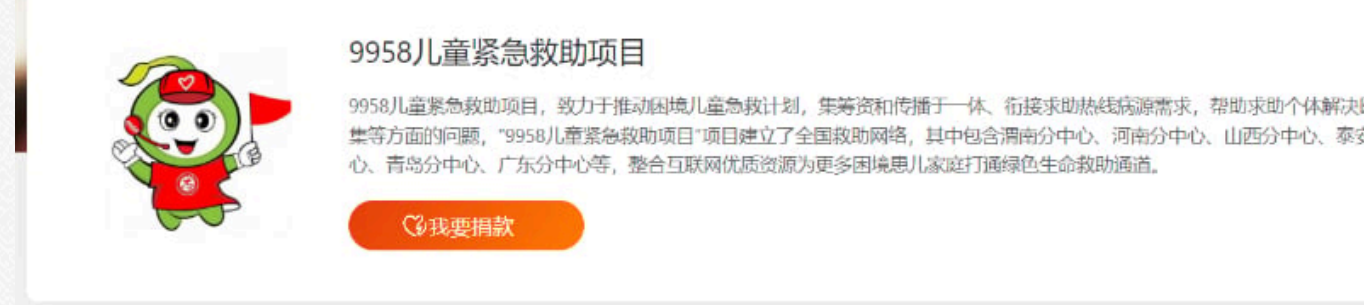 9958儿童紧急救助项目
9958儿童紧急救助项目，致力于推动困境儿童急救计划，集筹资和传播于一体、衔接求助热线病源需求，帮助求助个体解决
集等方面的问题，"9958儿童紧急救助项目"项目建立了全国救助网络，其中包含渭南分中心、河南分中心、山西分中心、泰安
心、青岛分中心、广东分中心等，整合互联网优质资源为更多困境患儿家庭打通绿色生命救助通道。
我要捐款